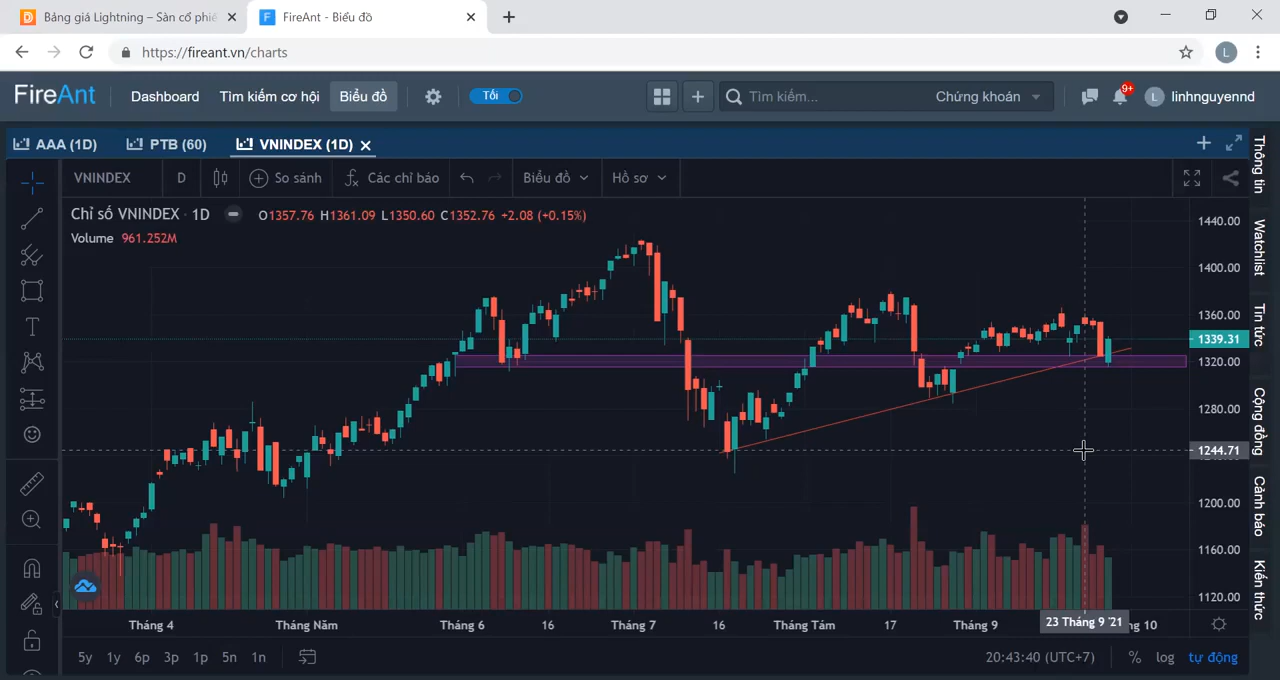 Bảng giá Lightning – Sàn cổ phiế
FireAnt - Biểu đồ
https://fireant.vn/charts
L
FireAnt
Dashboard
Tìm kiếm cơ hội
Biểu đồ
Tối
Tìm kiếm...
Chứng khoán
9+
L
linhnguyennd
AAA (1D)
PTB (60)
VNINDEX (1D)
VNINDEX
D
So sánh
Các chỉ báo
Biểu đồ
Hồ sơ
Chỉ số VNINDEX · 1D
O1357.76 H1361.09 L1350.60 C1352.76 +2.08 (+0.15%)
Volume 961.252M
1440.00
1400.00
1360.00
1339.31
1320.00
1280.00
1244.71
1200.00
1160.00
1120.00
Thông tin
Watchlist
Tin tức
Cộng đồng
Cảnh báo
Kiến thức
Tháng 4
Tháng Năm
Tháng 6
16
Tháng 7
16
Tháng Tám
17
Tháng 9
23 Tháng 9 '21
ng 10
5y
1y
6p
3p
1p
5n
1n
20:43:40 (UTC+7)
%
log
tự động